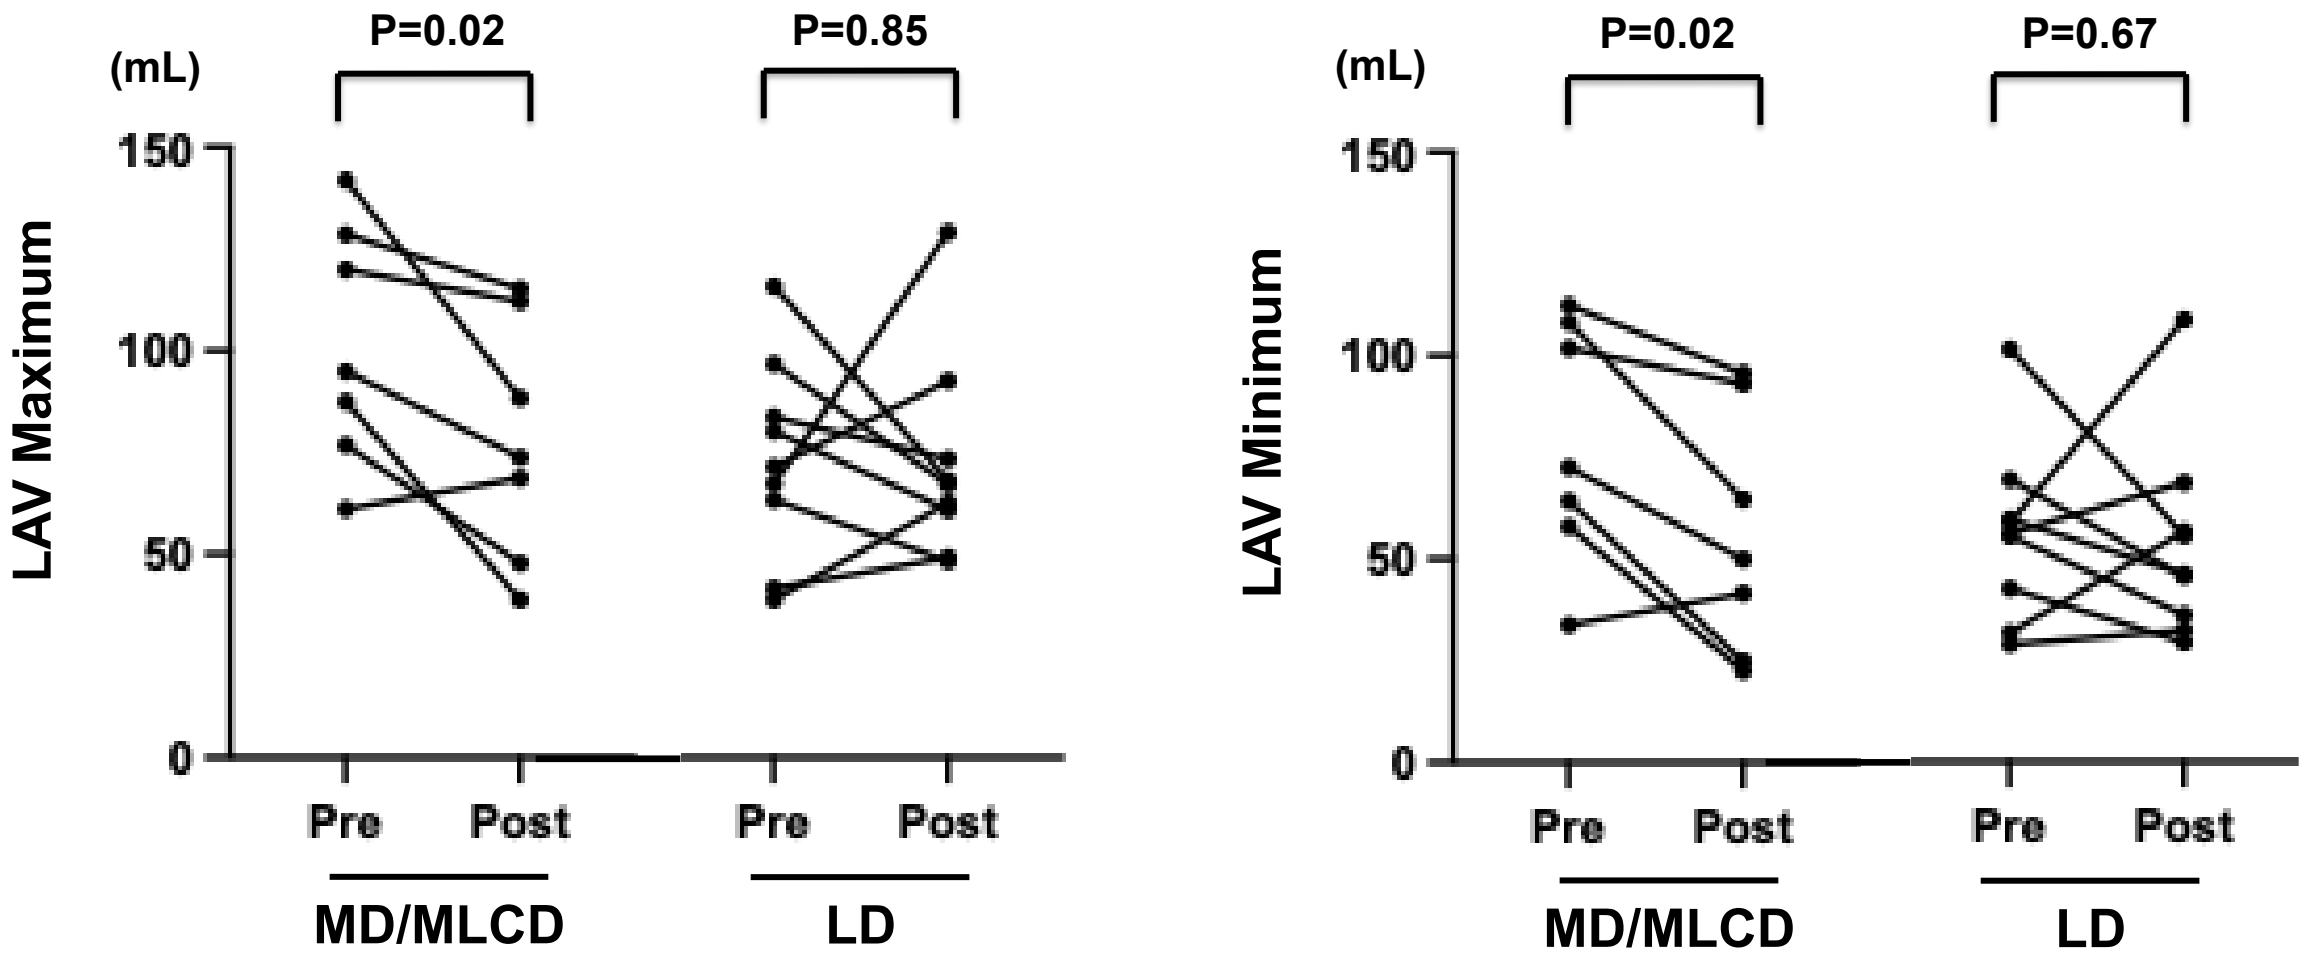 P=0.02 P=0.85
(mL)
150
100
50
0
LAV Maximum
Pre Post Pre Post
MD/MLCD LD
P=0.02 P=0.67
(mL)
150
100
50
0
LAV Minimum
Pre Post Pre Post
MD/MLCD LD